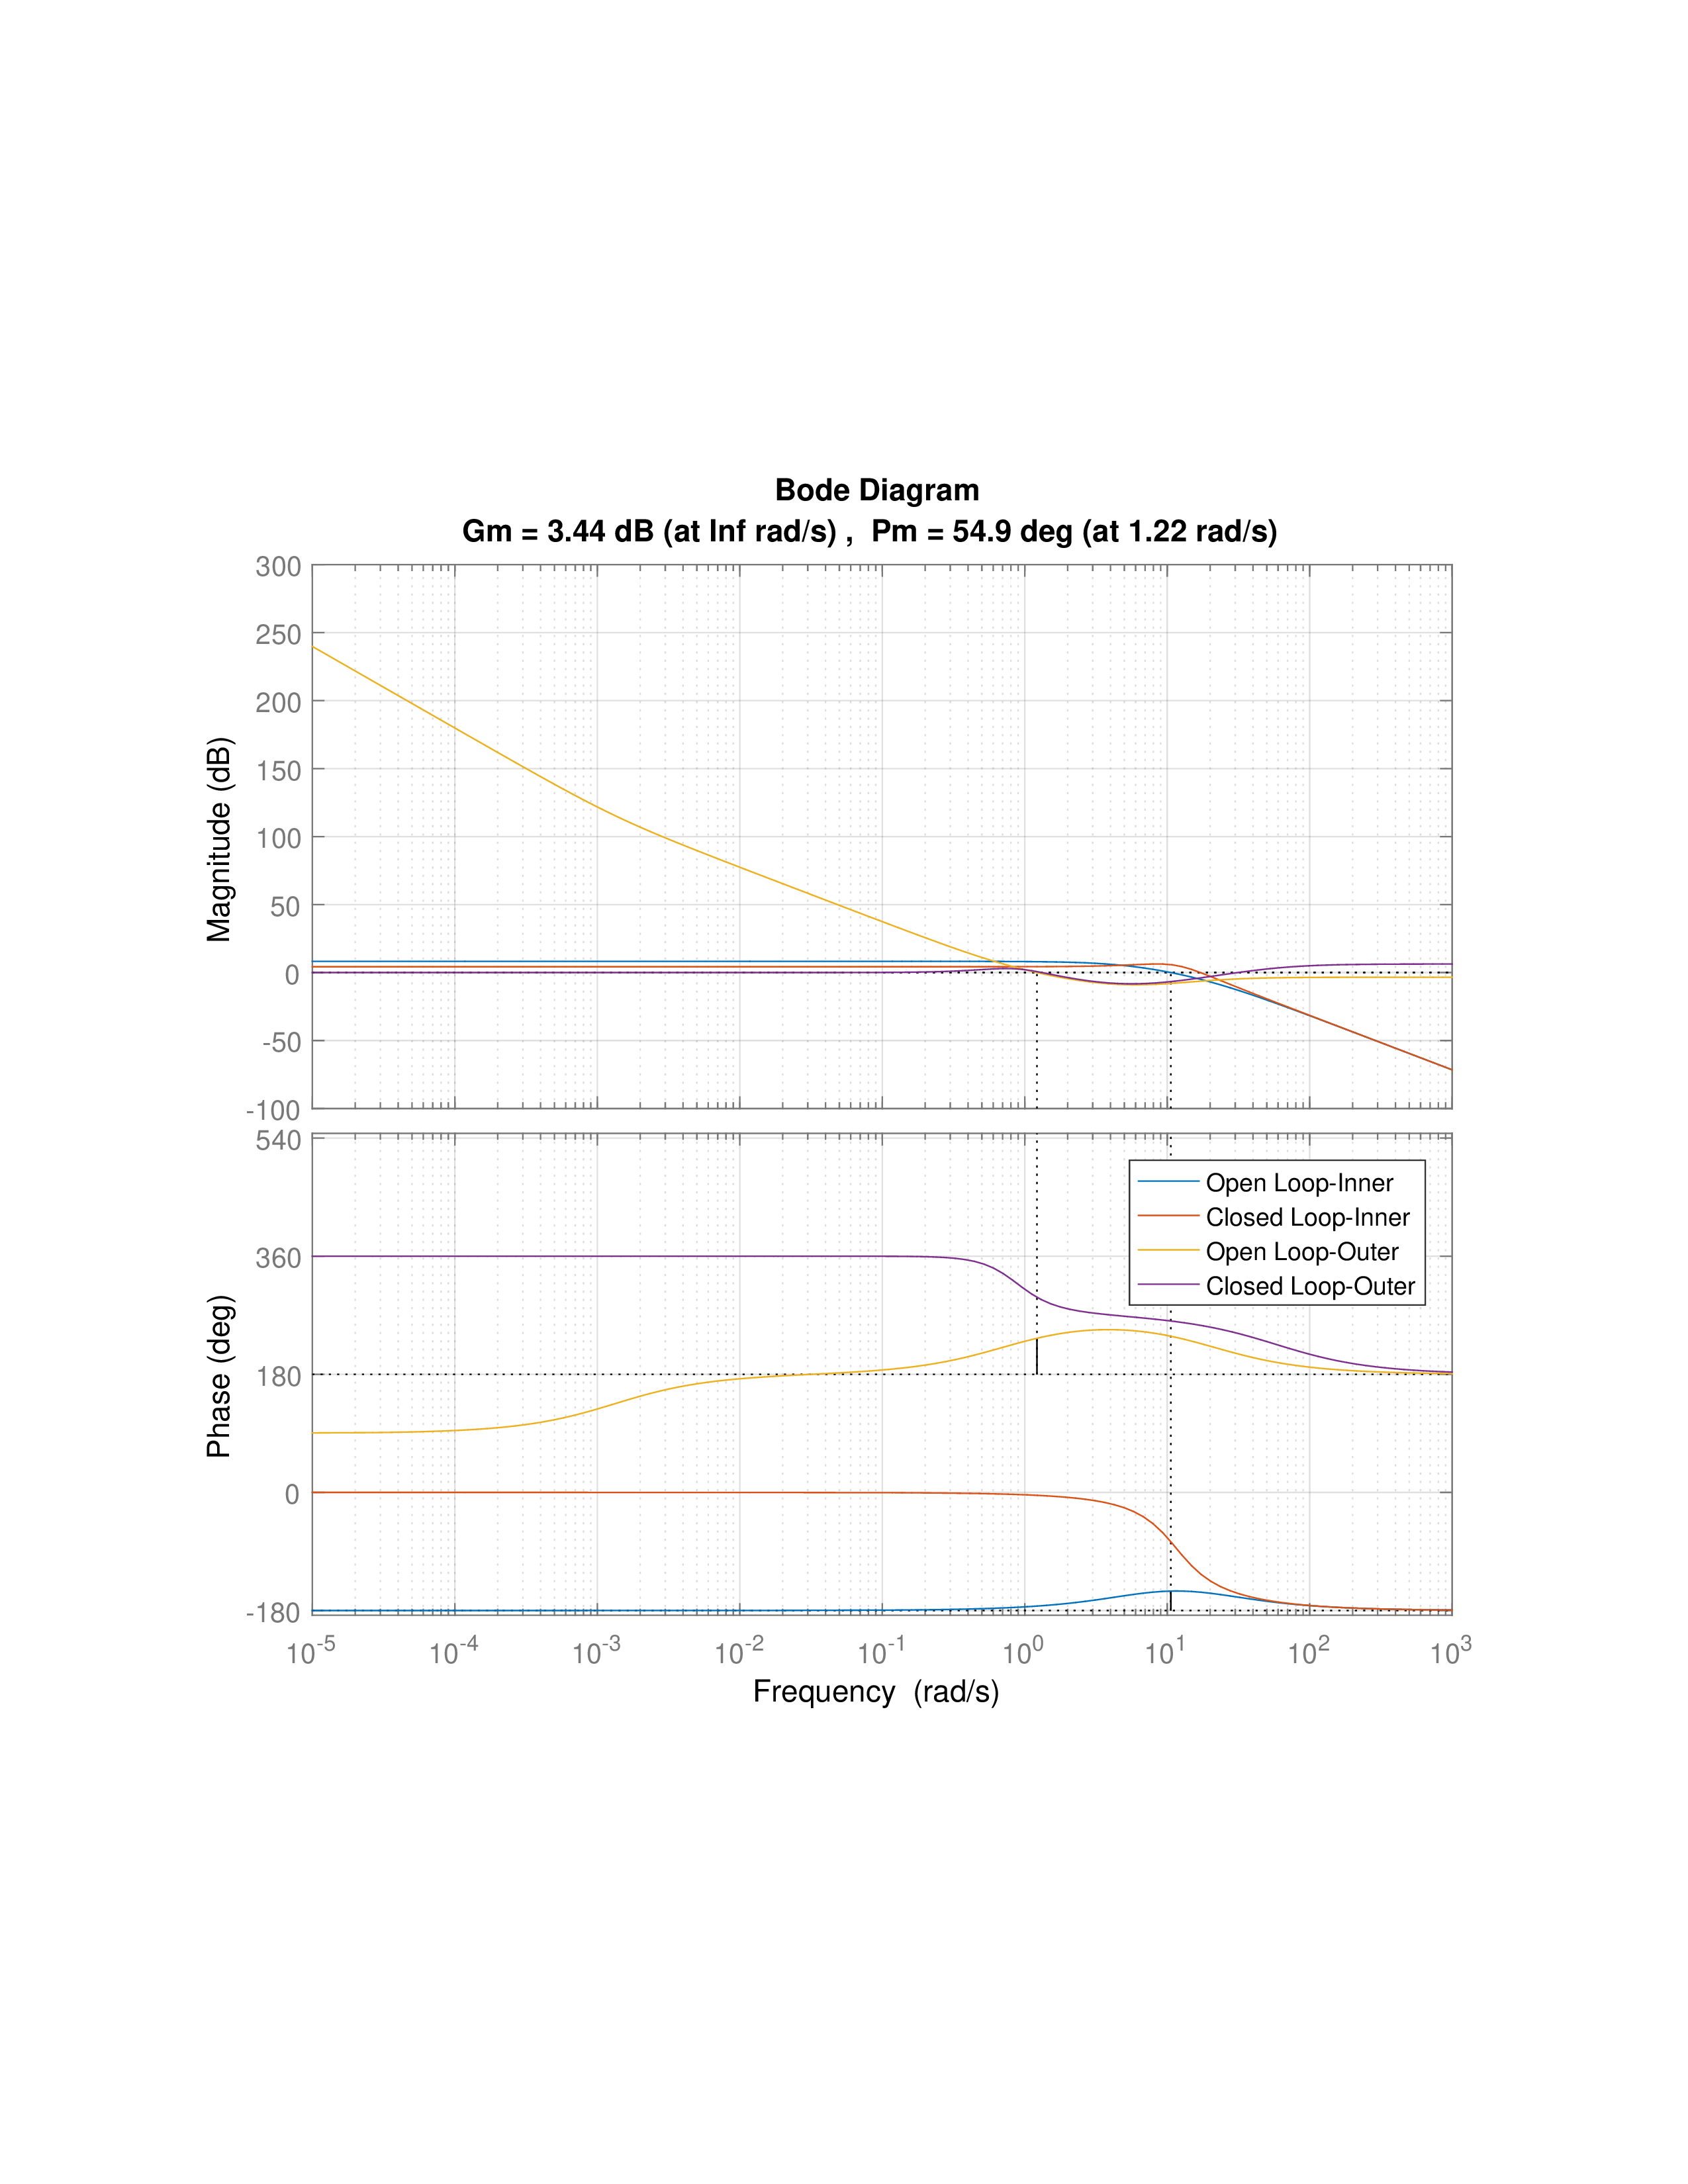 Bode Diagram
Gm = 3.44 dB (at Inf rad/s) ,  Pm = 54.9 deg (at 1.22 rad/s)
300
250
200
150
100
50
0
-50
-100
Magnitude (dB)
540
360
180
0
-180
Phase (deg)
Open Loop-Inner
Closed Loop-Inner
Open Loop-Outer
Closed Loop-Outer
10^-5 10^-4 10^-3 10^-2 10^-1 10^0 10^1 10^2 10^3
Frequency  (rad/s)